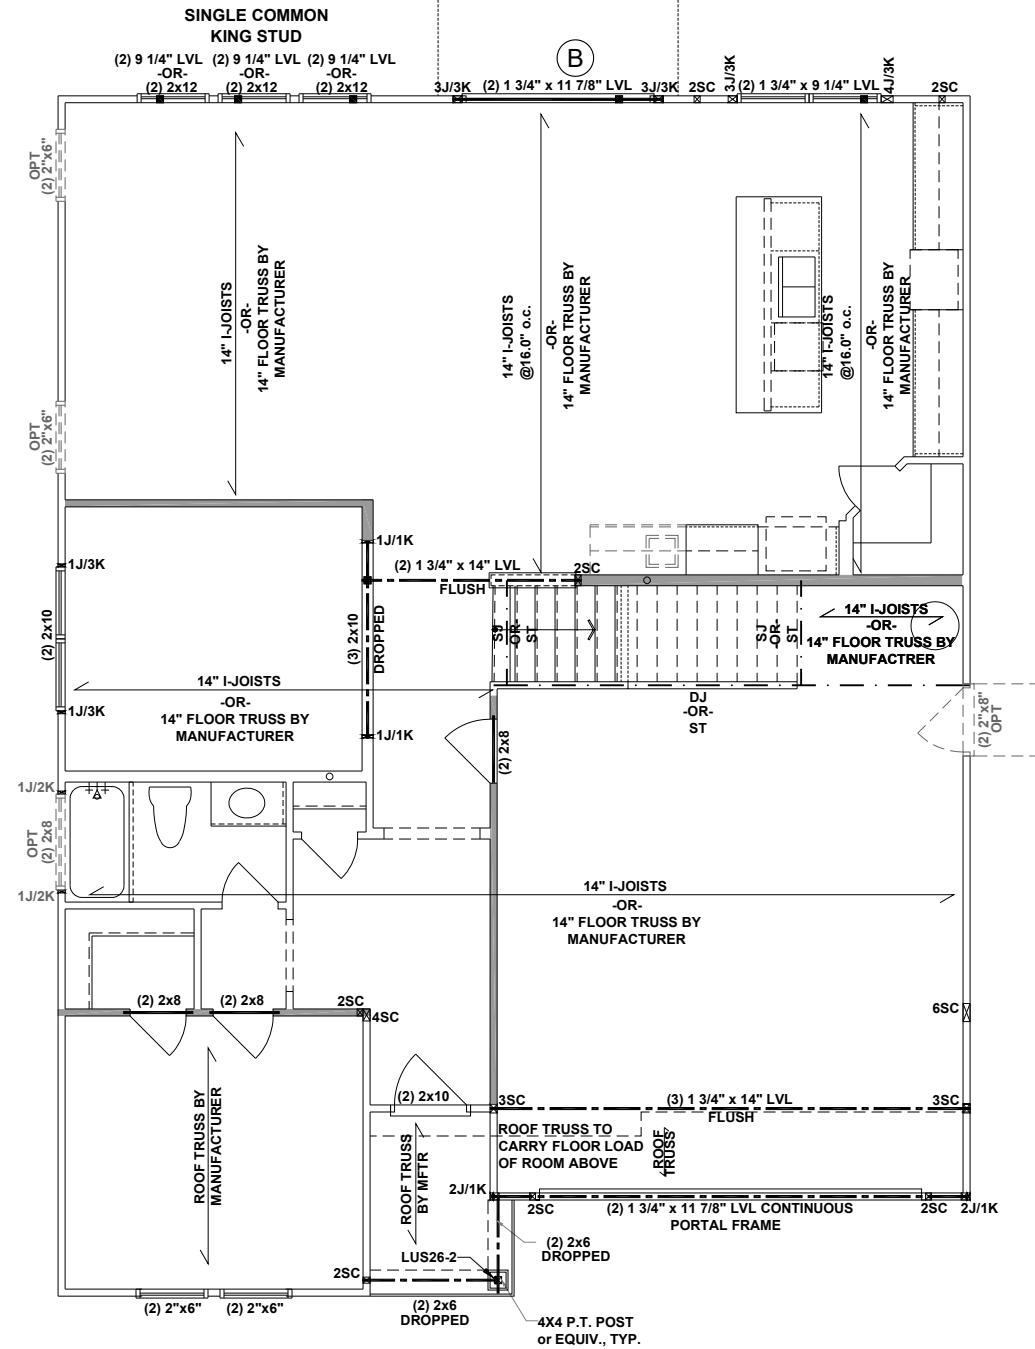 SINGLE COMMON
KING STUD
(2) 9 1/4" LVL
-OR-
(2) 2x12
(2) 9 1/4" LVL
-OR-
(2) 2x12
(2) 9 1/4" LVL
-OR-
(2) 2x12
B
3J/3K
(2) 1 3/4" x 11 7/8" LVL
3J/3K
2SC
3J/3K
(2) 1 3/4" x 9 1/4" LVL
4J/3K
2SC
OPT
(2) 2"x6"
14" I-JOISTS
-OR-
14" FLOOR TRUSS BY
MANUFACTURER
14" I-JOISTS
@16.0" o.c.
-OR-
14" FLOOR TRUSS BY
MANUFACTURER
14" I-JOISTS
@16.0" o.c.
-OR-
14" FLOOR TRUSS BY
MANUFACTURER
OPT
(2) 2"x6"
1J/3K
1J/1K
(2) 1 3/4" x 14" LVL
FLUSH
2SC
(2) 2x10
(3) 2x10
DROPPED
SJ
-OR-
ST
SJ
-OR-
ST
14" I-JOISTS
-OR-
14" FLOOR TRUSS BY
MANUFACTRER
14" I-JOISTS
-OR-
14" FLOOR TRUSS BY
MANUFACTURER
1J/3K
1J/1K
DJ
-OR-
ST
(2) 2x8
(2) 2"x8"
OPT
1J/2K
OPT
(2) 2x8
1J/2K
14" I-JOISTS
-OR-
14" FLOOR TRUSS BY
MANUFACTURER
(2) 2x8
(2) 2x8
2SC
4SC
6SC
ROOF TRUSS BY
MANUFACTURER
(2) 2x10
3SC
(3) 1 3/4" x 14" LVL
FLUSH
3SC
ROOF TRUSS
BY MFTR
ROOF TRUSS TO
CARRY FLOOR LOAD
OF ROOM ABOVE
ROOF
TRUSS
2J/1K
2SC
(2) 1 3/4" x 11 7/8" LVL CONTINUOUS
PORTAL FRAME
2SC
2J/1K
(2) 2x6
DROPPED
LUS26-2
2SC
(2) 2"x6"
(2) 2"x6"
(2) 2x6
DROPPED
4X4 P.T. POST
or EQUIV., TYP.